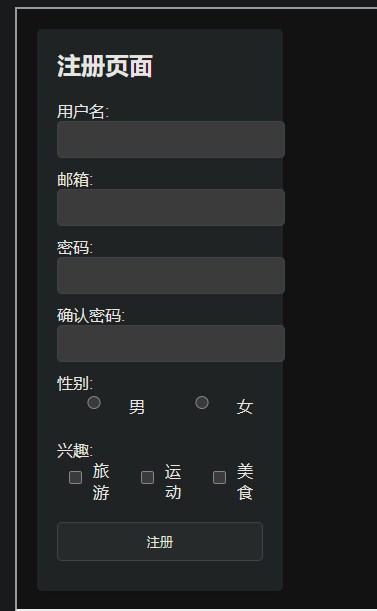 注册页面
用户名:
邮箱:
密码:
确认密码:
性别:
男 女
兴趣:
旅 运 美
游 动 食
注册